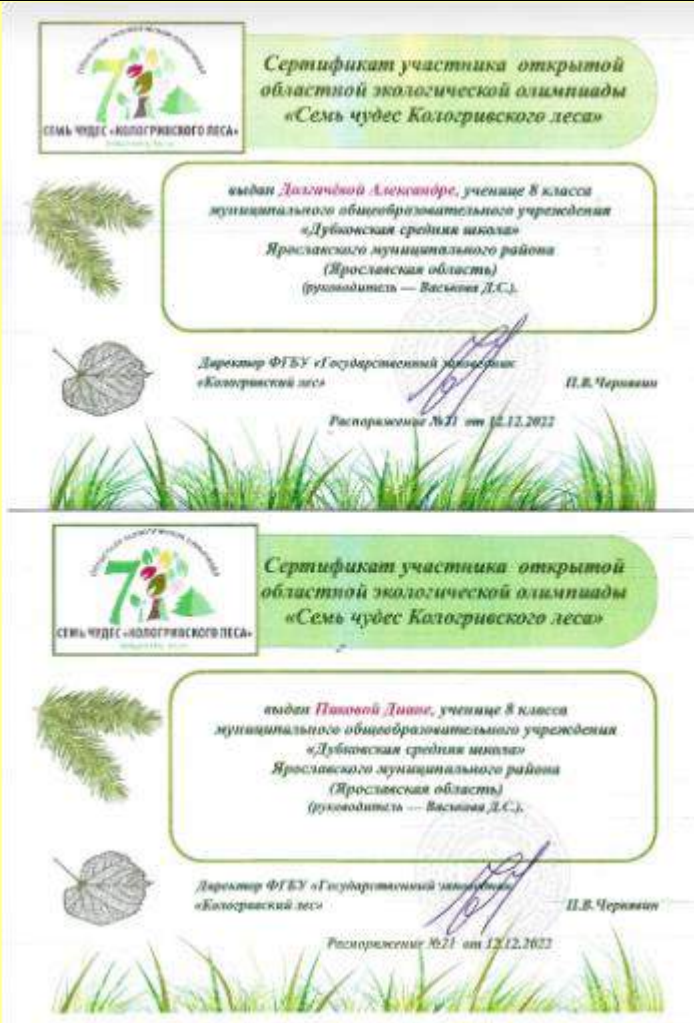 СЕМЬ ЧУДЕС «КОЛОГРИВСКОГО ЛЕСА»
Сертификат участника открытой
областной экологической олимпиады
«Семь чудес Кологривского леса»
выдан Александре, ученице 8 класса
муниципального общеобразовательного учреждения
«Дубковская средняя школа»
Ярославского муниципального района
(Ярославская область)
(руководитель — Васькова Д.С.).
Директор ФГБУ «Государственный заповедник
«Кологривский лес»
П.В.Чернявин
Распоряжение №21 от 12.12.2022
СЕМЬ ЧУДЕС «КОЛОГРИВСКОГО ЛЕСА»
Сертификат участника открытой
областной экологической олимпиады
«Семь чудес Кологривского леса»
выдан Диане, ученице 8 класса
муниципального общеобразовательного учреждения
«Дубковская средняя школа»
Ярославского муниципального района
(Ярославская область)
(руководитель — Васькова Д.С.).
Директор ФГБУ «Государственный заповедник
«Кологривский лес»
П.В.Чернявин
Распоряжение №21 от 12.12.2022